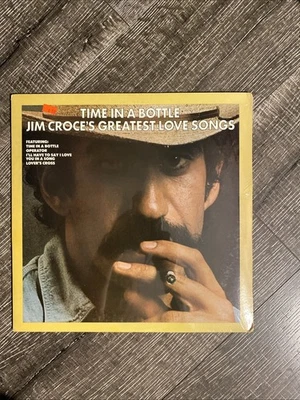 TIME IN A BOTTLE
JIM CROCE'S GREATEST LOVE SONGS
FEATURING:
TIME IN A BOTTLE
OPERATOR
I'LL HAVE TO SAY I LOVE
YOU IN A SONG
LOVER'S CROSS